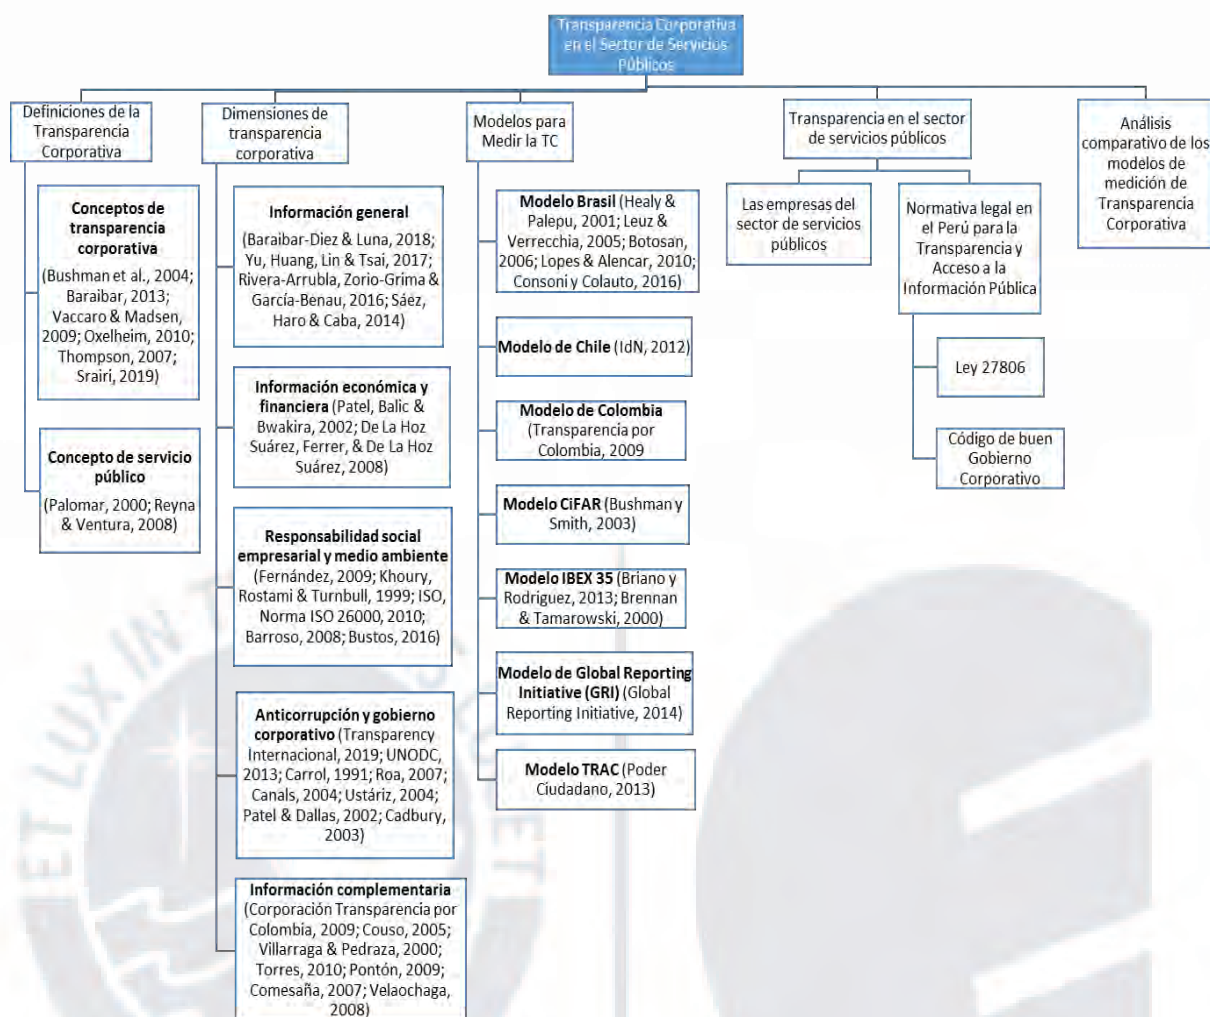 Transparencia Corporativa
en el Sector de Servicios
Públicos
Definiciones de la
Transparencia
Corporativa
Conceptos de
transparencia
corporativa
(Bushman et al., 2004;
Baraibar, 2013;
Vaccaro & Madsen,
2009; Oxelheim, 2010;
Thompson, 2007;
Srairi, 2019)
Concepto de servicio
público
(Palomar, 2000; Reyna
& Ventura, 2008)
Dimensiones de
transparencia
corporativa
Información general
(Baraibar-Diez & Luna, 2018;
Yu, Huang, Lin & Tsai, 2017;
Rivera-Arrubla, Zorio-Grima &
García-Benau, 2016; Sáez,
Haro & Caba, 2014)
Información económica y
financiera (Patel, Balic &
Bwakira, 2002; De La Hoz
Suárez, Ferrer, & De La Hoz
Suárez, 2008)
Responsabilidad social
empresarial y medio ambiente
(Fernández, 2009; Khoury,
Rostami & Turnbull, 1999; ISO,
Norma ISO 26000, 2010;
Barroso, 2008; Bustos, 2016)
Anticorrupción y gobierno
corporativo (Transparency
Internacional, 2019; UNODC,
2013; Carrol, 1991; Roa, 2007;
Canals, 2004; Ustáriz, 2004;
Patel & Dallas, 2002; Cadbury,
2003)
Información complementaria
(Corporación Transparencia por
Colombia, 2009; Couso, 2005;
Villarraga & Pedraza, 2000;
Torres, 2010; Pontón, 2009;
Comesaña, 2007; Velaochaga,
2008)
Modelos para
Medir la TC
Modelo Brasil (Healy &
Palepu, 2001; Leuz &
Verrecchia, 2005; Botosan,
2006; Lopes & Alencar, 2010;
Consoni y Colauto, 2016)
Modelo de Chile (IdN, 2012)
Modelo de Colombia
(Transparencia por
Colombia, 2009
Modelo CiFAR (Bushman y
Smith, 2003)
Modelo IBEX 35 (Briano y
Rodriguez, 2013; Brennan
& Tamarowski, 2000)
Modelo de Global Reporting
Initiative (GRI) (Global
Reporting Initiative, 2014)
Modelo TRAC (Poder
Ciudadano, 2013)
Transparencia en el sector
de servicios públicos
Las empresas del
sector de servicios
públicos
Normativa legal en
el Perú para la
Transparencia y
Acceso a la
Información Pública
Ley 27806
Código de buen
Gobierno
Corporativo
Análisis
comparativo de los
modelos de
medición de
Transparencia
Corporativa
ET LUX IN